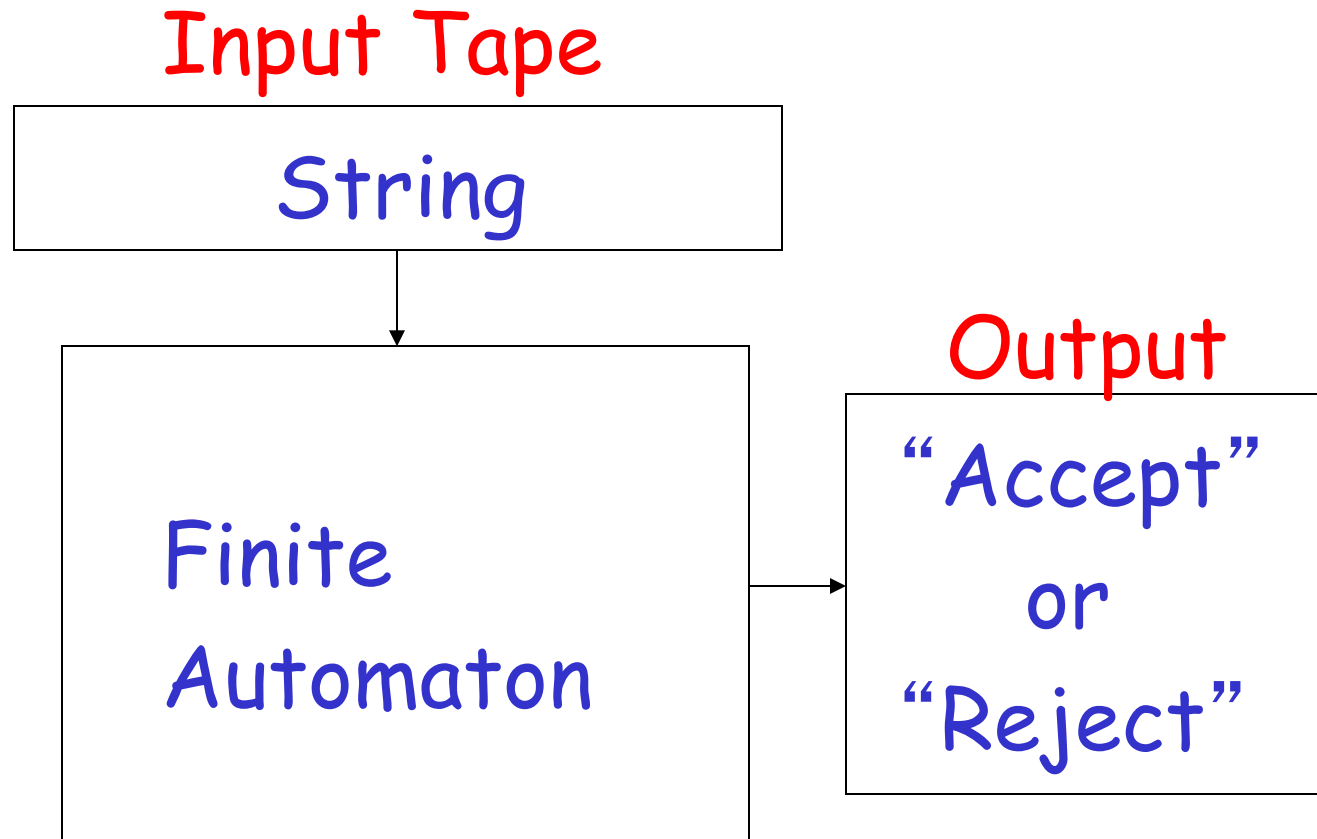 Input Tape
String
Finite
Automaton
Output
“Accept”
or
“Reject”